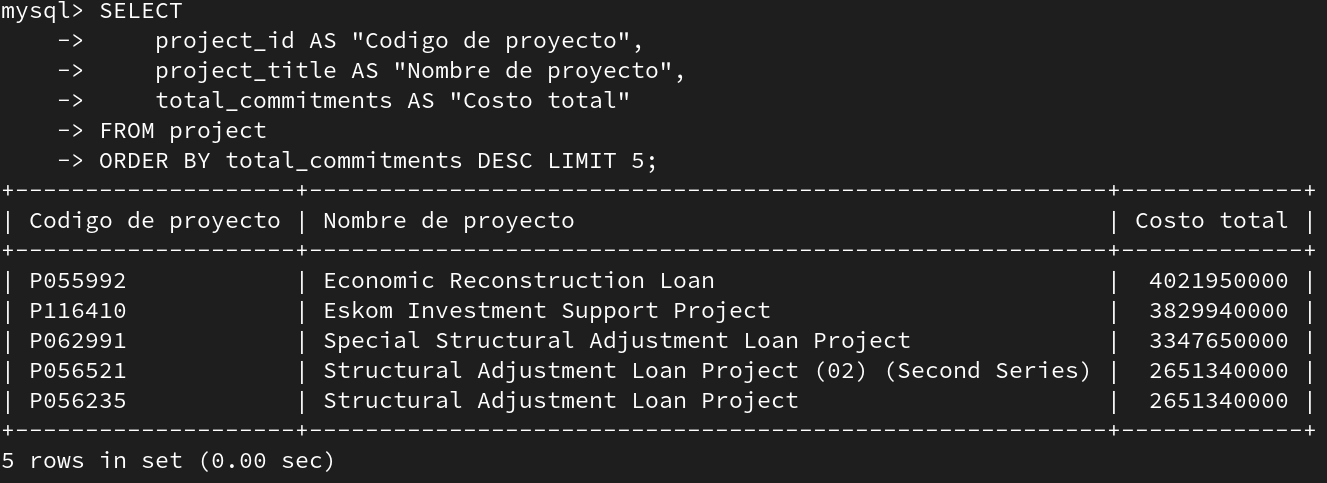 mysql> SELECT
    ->     project_id AS "Codigo de proyecto",
    ->     project_title AS "Nombre de proyecto",
    ->     total_commitments AS "Costo total"
    -> FROM project
    -> ORDER BY total_commitments DESC LIMIT 5;
+--------------------+---------------------------------------------------------+-------------+
| Codigo de proyecto | Nombre de proyecto                                      | Costo total |
+--------------------+---------------------------------------------------------+-------------+
| P055992            | Economic Reconstruction Loan                            |  4021950000 |
| P116410            | Eskom Investment Support Project                        |  3829940000 |
| P062991            | Special Structural Adjustment Loan Project              |  3347650000 |
| P056521            | Structural Adjustment Loan Project (02) (Second Series) |  2651340000 |
| P056235            | Structural Adjustment Loan Project                      |  2651340000 |
+--------------------+---------------------------------------------------------+-------------+
5 rows in set (0.00 sec)